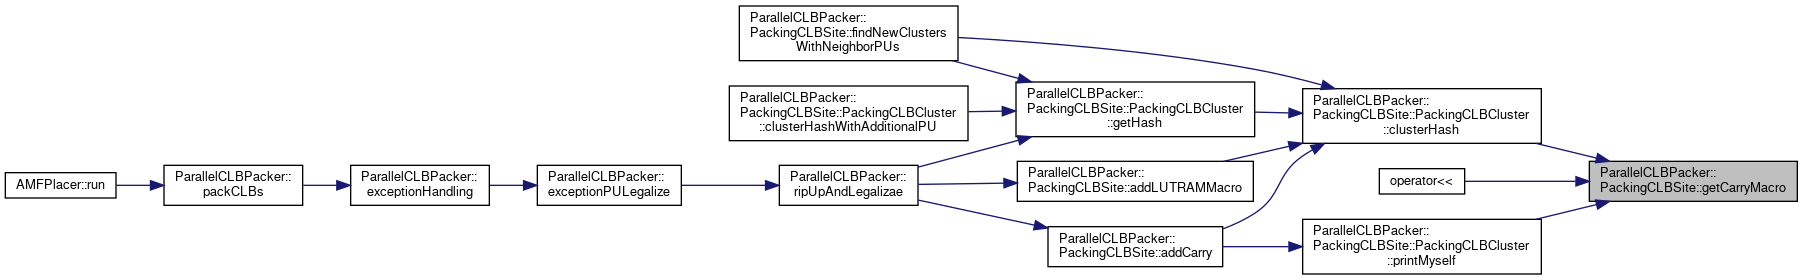 ParallelCLBPacker::
PackingCLBSite::findNewClusters
WithNeighborPUs
ParallelCLBPacker::
PackingCLBSite::PackingCLBCluster
::clusterHashWithAdditionalPU
ParallelCLBPacker::
PackingCLBSite::PackingCLBCluster
::getHash
ParallelCLBPacker::
PackingCLBSite::PackingCLBCluster
::clusterHash
AMFPlacer::run
ParallelCLBPacker::
packCLBs
ParallelCLBPacker::
exceptionHandling
ParallelCLBPacker::
exceptionPULegalize
ParallelCLBPacker::
ripUpAndLegalizae
ParallelCLBPacker::
PackingCLBSite::addLUTRAMMacro
operator<<
ParallelCLBPacker::
PackingCLBSite::getCarryMacro
ParallelCLBPacker::
PackingCLBSite::addCarry
ParallelCLBPacker::
PackingCLBSite::PackingCLBCluster
::printMyself